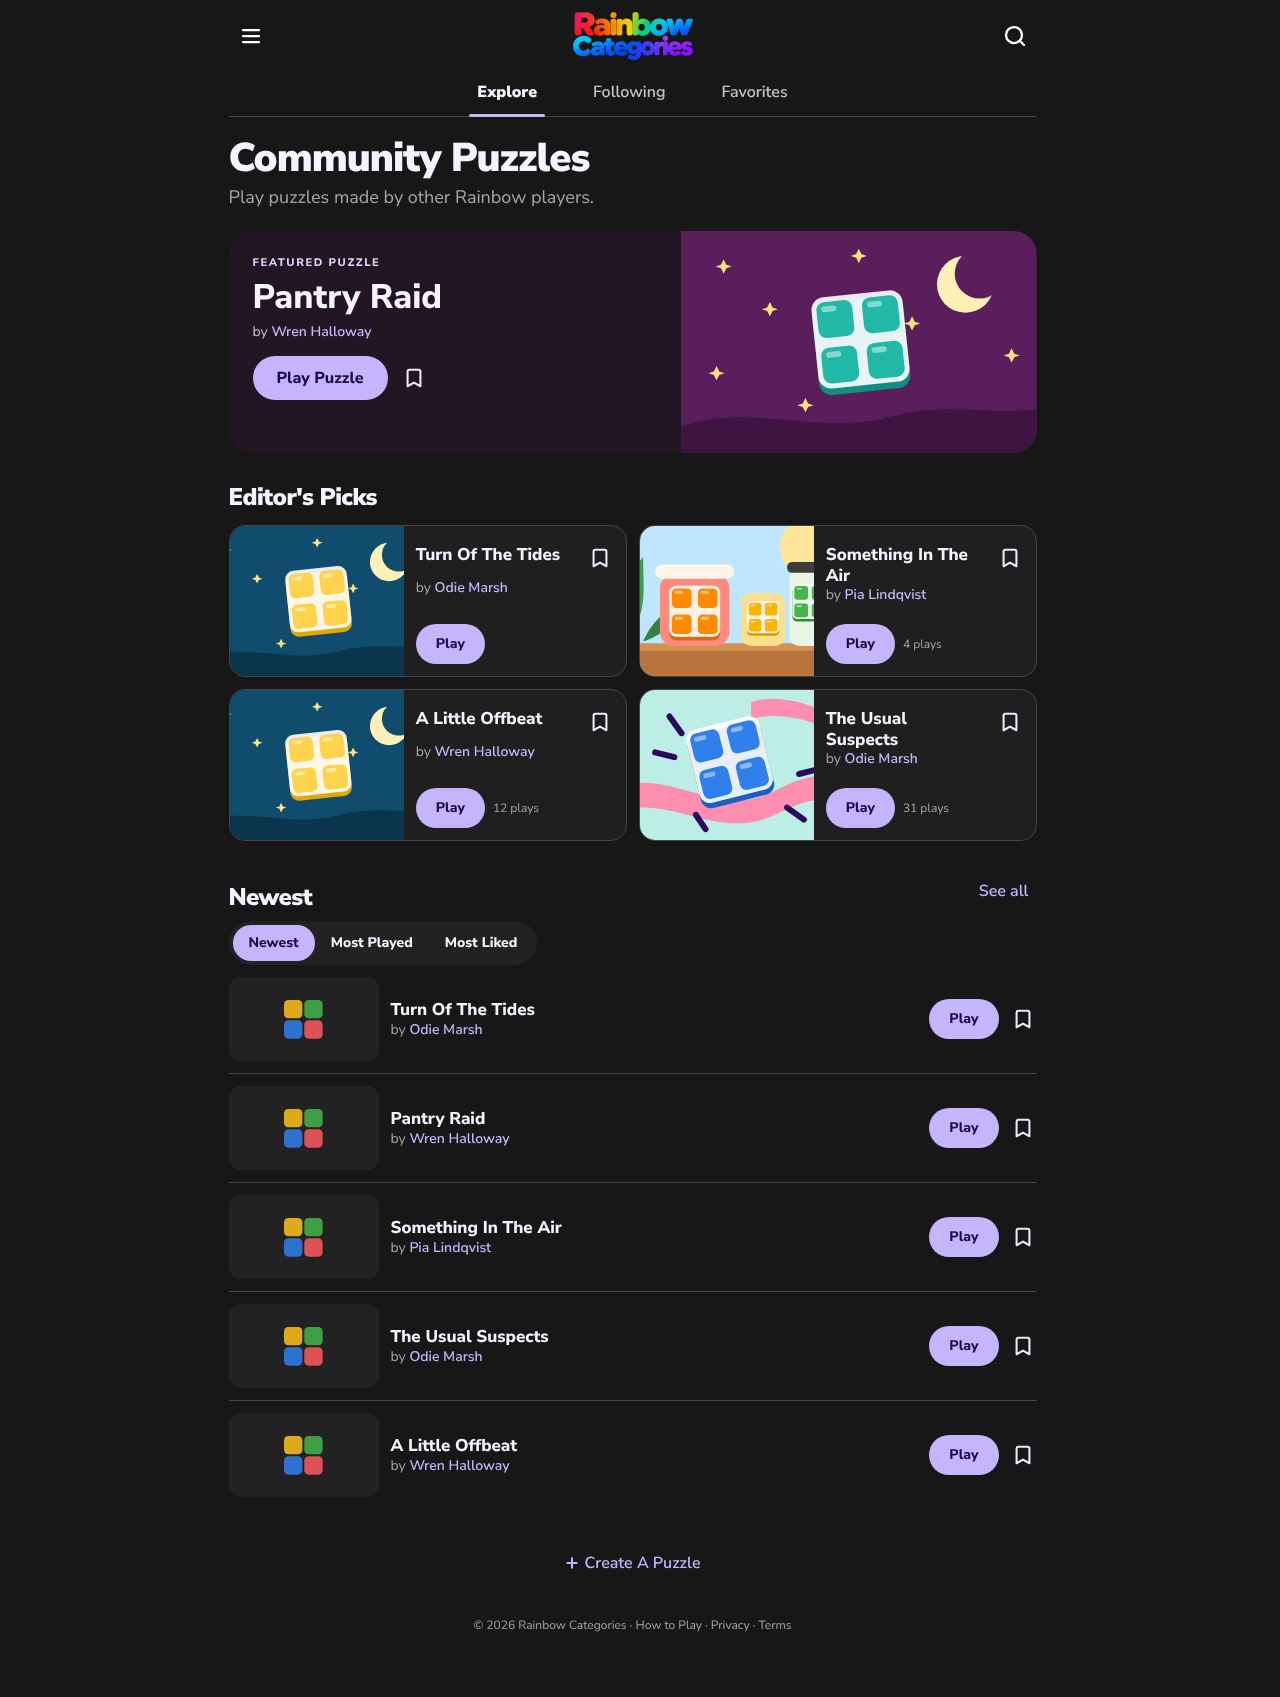 Rainbow
Categories
Explore
Following
Favorites
Community Puzzles
Play puzzles made by other Rainbow players.
FEATURED PUZZLE
Pantry Raid
by Wren Halloway
Play Puzzle
Editor's Picks
Turn Of The Tides
by Odie Marsh
Play
Something In The
Air
by Pia Lindqvist
Play
4 plays
A Little Offbeat
by Wren Halloway
Play
12 plays
The Usual
Suspects
by Odie Marsh
Play
31 plays
Newest
See all
Newest
Most Played
Most Liked
Turn Of The Tides
by Odie Marsh
Play
Pantry Raid
by Wren Halloway
Play
Something In The Air
by Pia Lindqvist
Play
The Usual Suspects
by Odie Marsh
Play
A Little Offbeat
by Wren Halloway
Play
+ Create A Puzzle
© 2026 Rainbow Categories · How to Play · Privacy · Terms